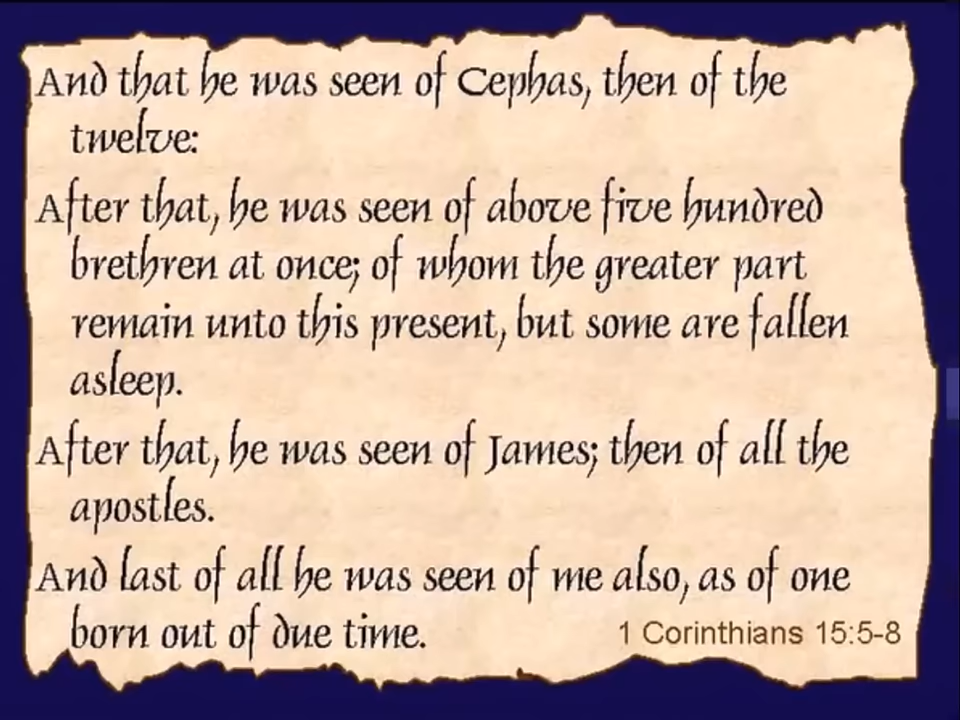 And that he was seen of Cephas, then of the
twelve:
After that, he was seen of above five hundred
brethren at once; of whom the greater part
remain unto this present, but some are fallen
asleep.
After that, he was seen of James; then of all the
apostles.
And last of all he was seen of me also, as of one
born out of due time.
1 Corinthians 15:5-8